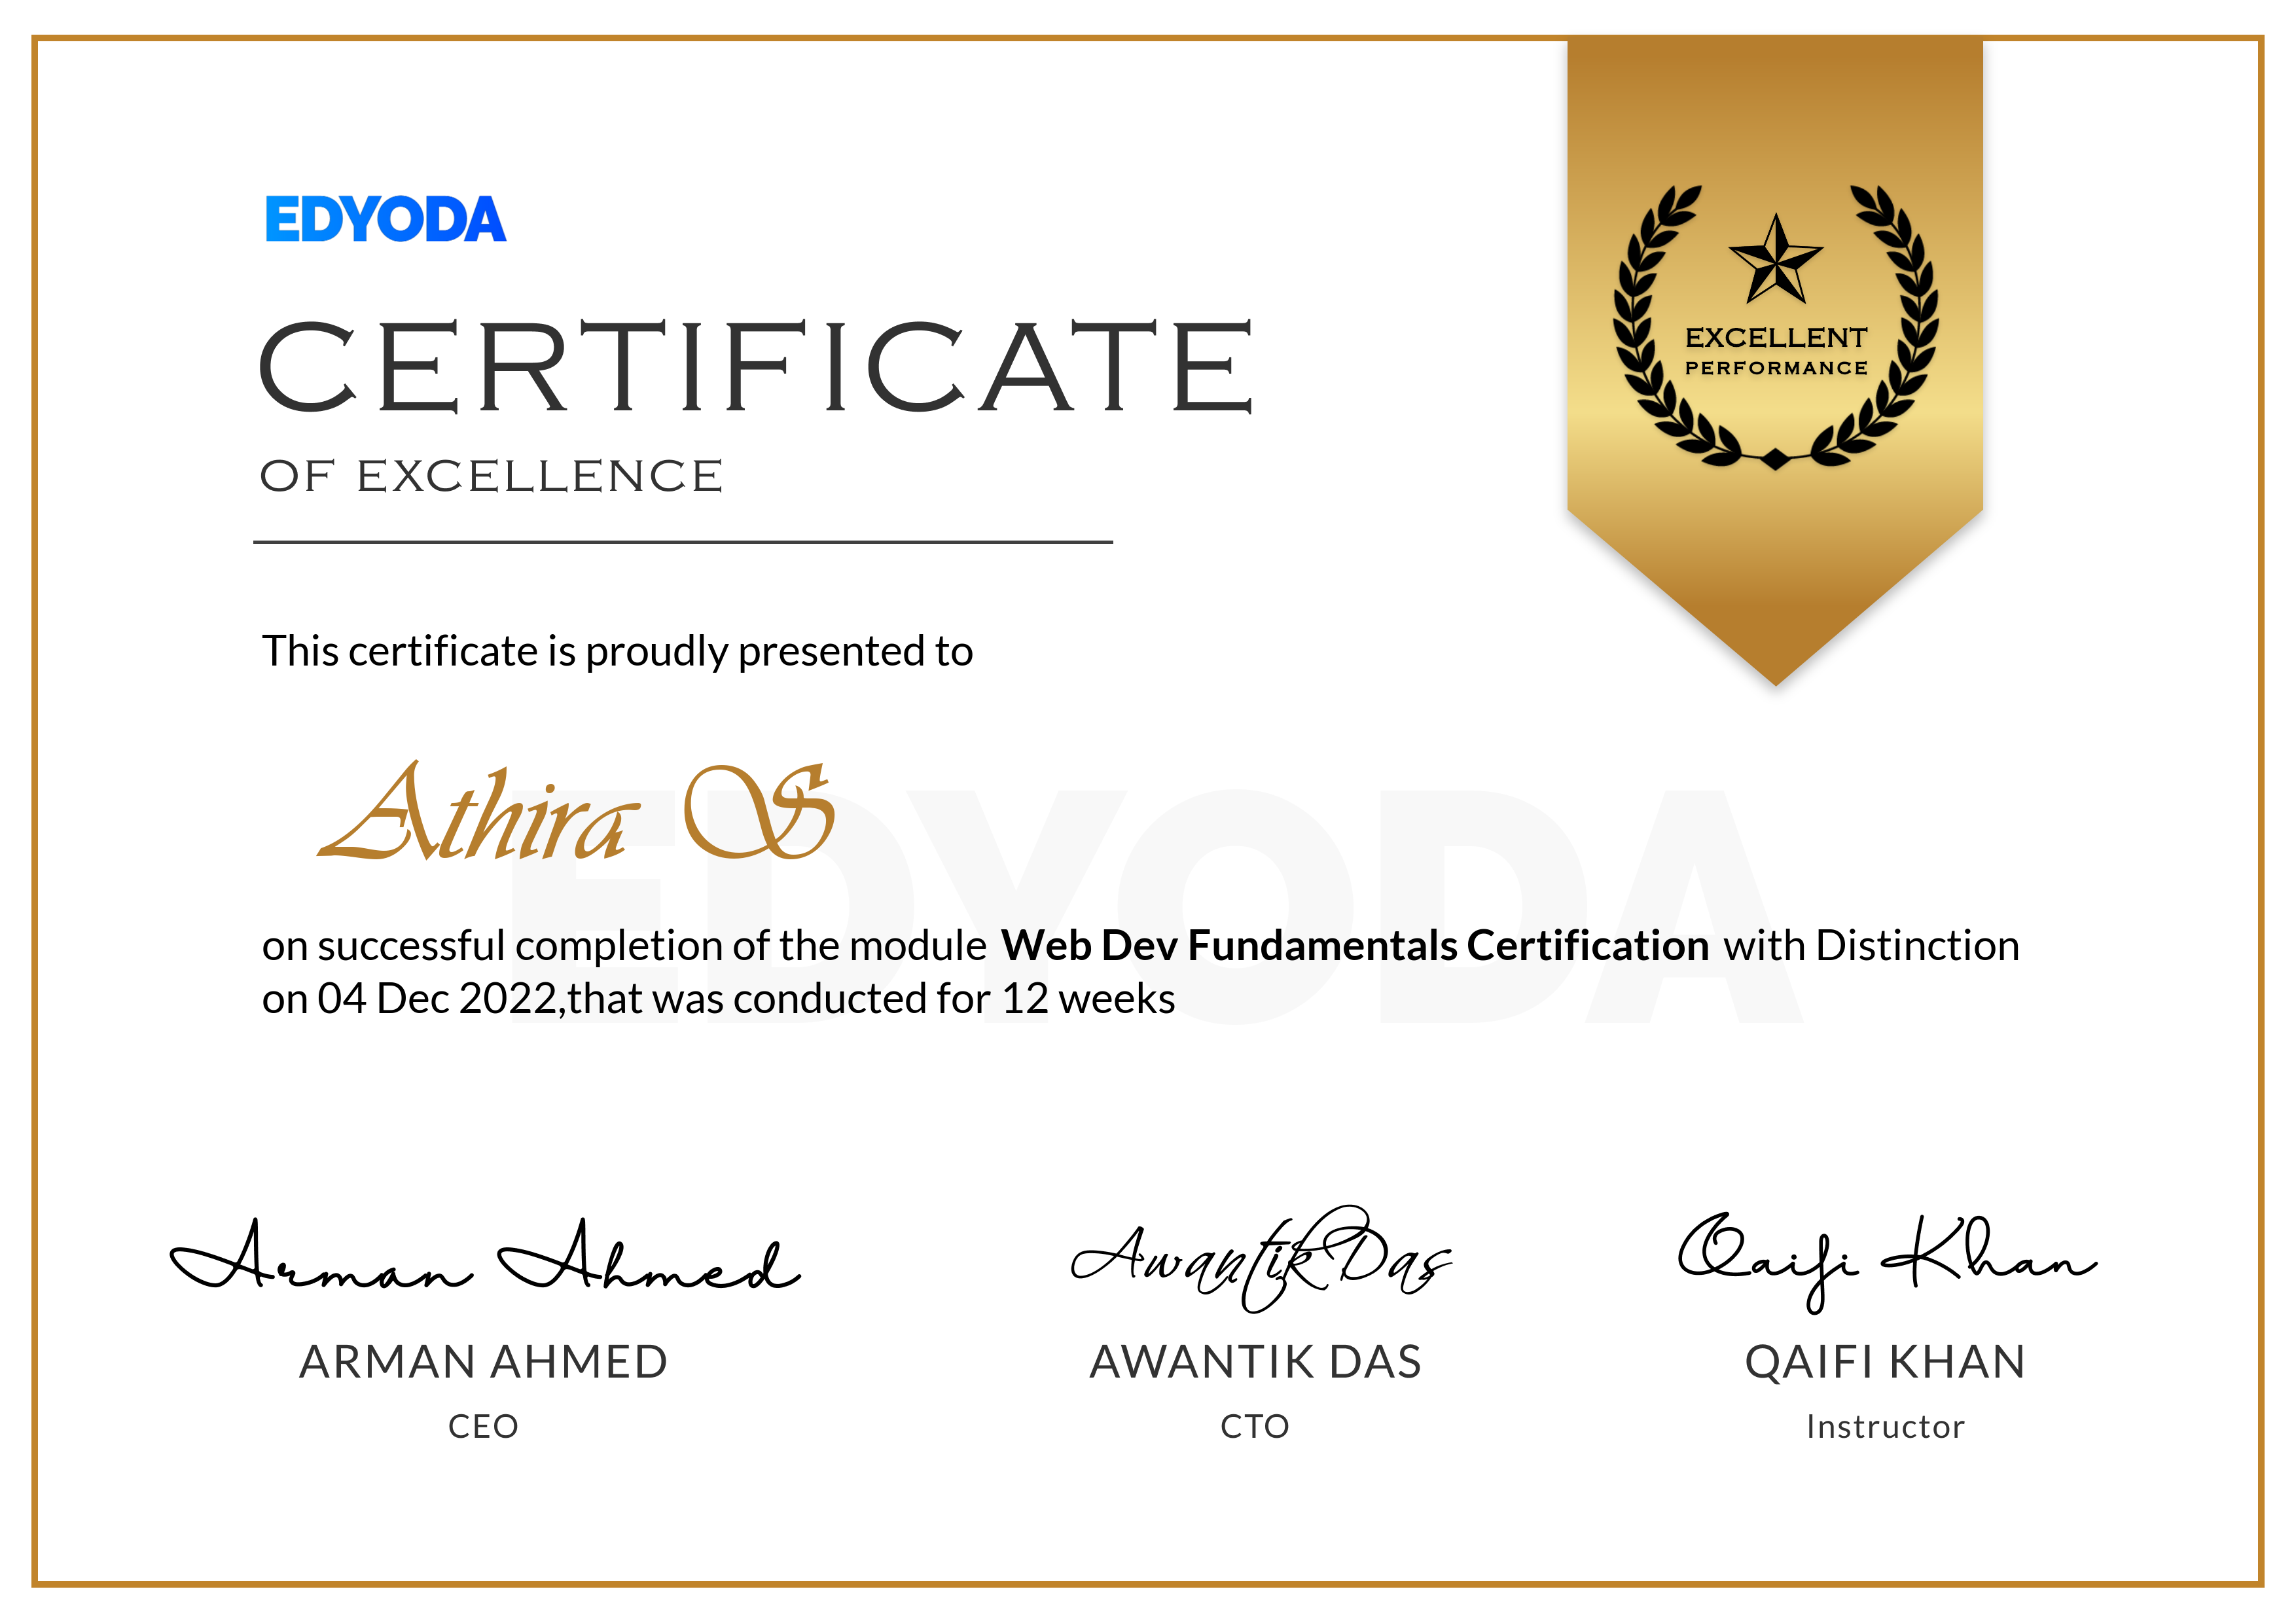 EDYODA
CERTIFICATE
OF EXCELLENCE
EXCELLENT
PERFORMANCE
This certificate is proudly presented to
Athira S
EDYODA
on successful completion of the module Web Dev Fundamentals Certification with Distinction
on 04 Dec 2022,that was conducted for 12 weeks
Arman Ahmed
Awantik Das
Qaifi Khan
ARMAN AHMED
AWANTIK DAS
QAIFI KHAN
CEO
CTO
Instructor